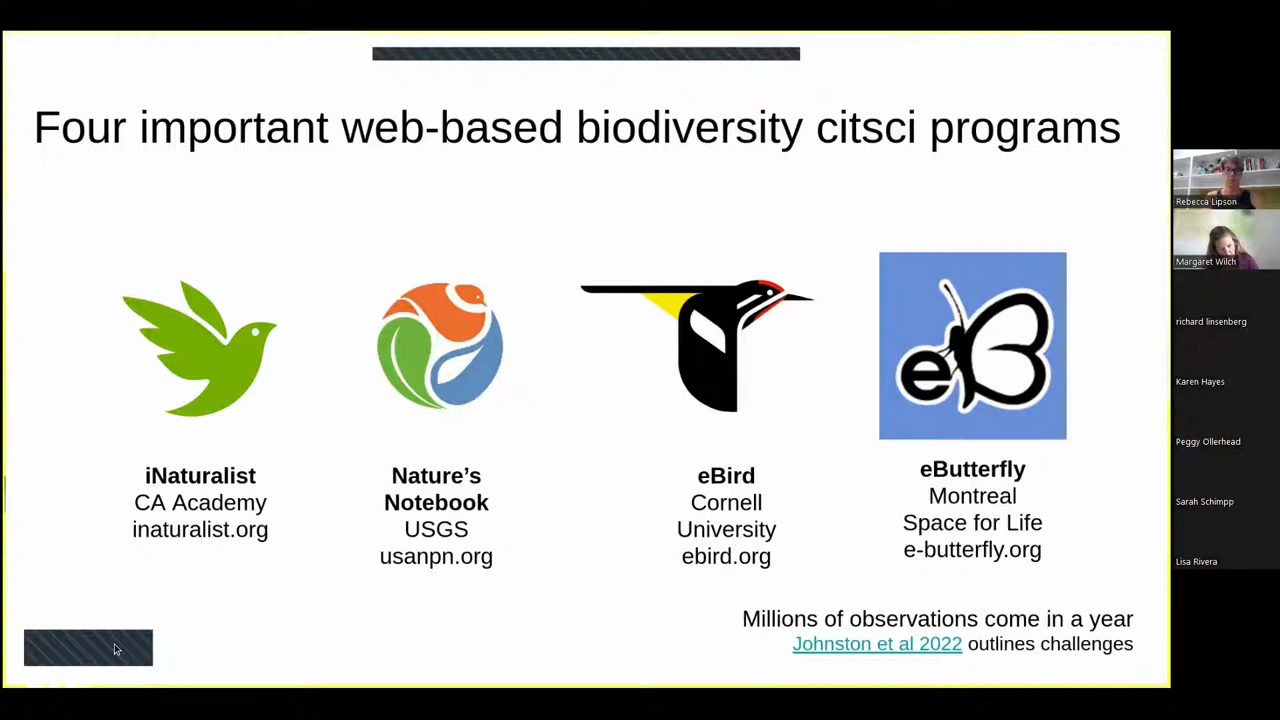 Four important web-based biodiversity citsci programs
eB
iNaturalist
CA Academy
inaturalist.org
Nature's
Notebook
USGS
usanpn.org
eBird
Cornell
University
ebird.org
eButterfly
Montreal
Space for Life
e-butterfly.org
Millions of observations come in a year
Johnston et al 2022 outlines challenges
Rebecca Lipson
Margaret Wilch
richard linsenberg
Karen Hayes
Peggy Ollerhead
Sarah Schimpp
Lisa Rivera